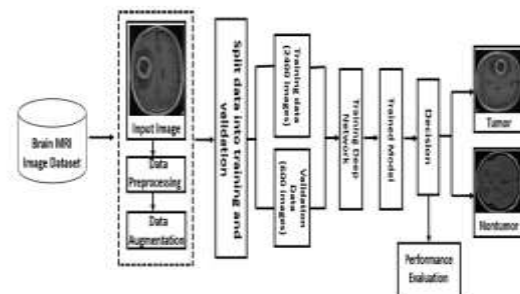 Brain MRI
Image Dataset
Input Image
Data
Preprocessing
Data
Augmentation
Split data into training and
validation
Training data
(2400 images)
Validation
Data
(600 images)
Training Deep
Network
Trained Model
Decision
Performance
Evaluation
Tumor
Nontumor